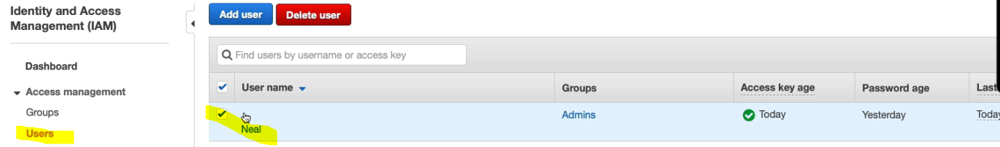 Identity and Access
Management (IAM)
Dashboard
Access management
Groups
Users
Add user
Delete user
Find users by username or access key
User name
Groups
Access key age
Password age
Last
Neal
Admins
Today
Yesterday
Today